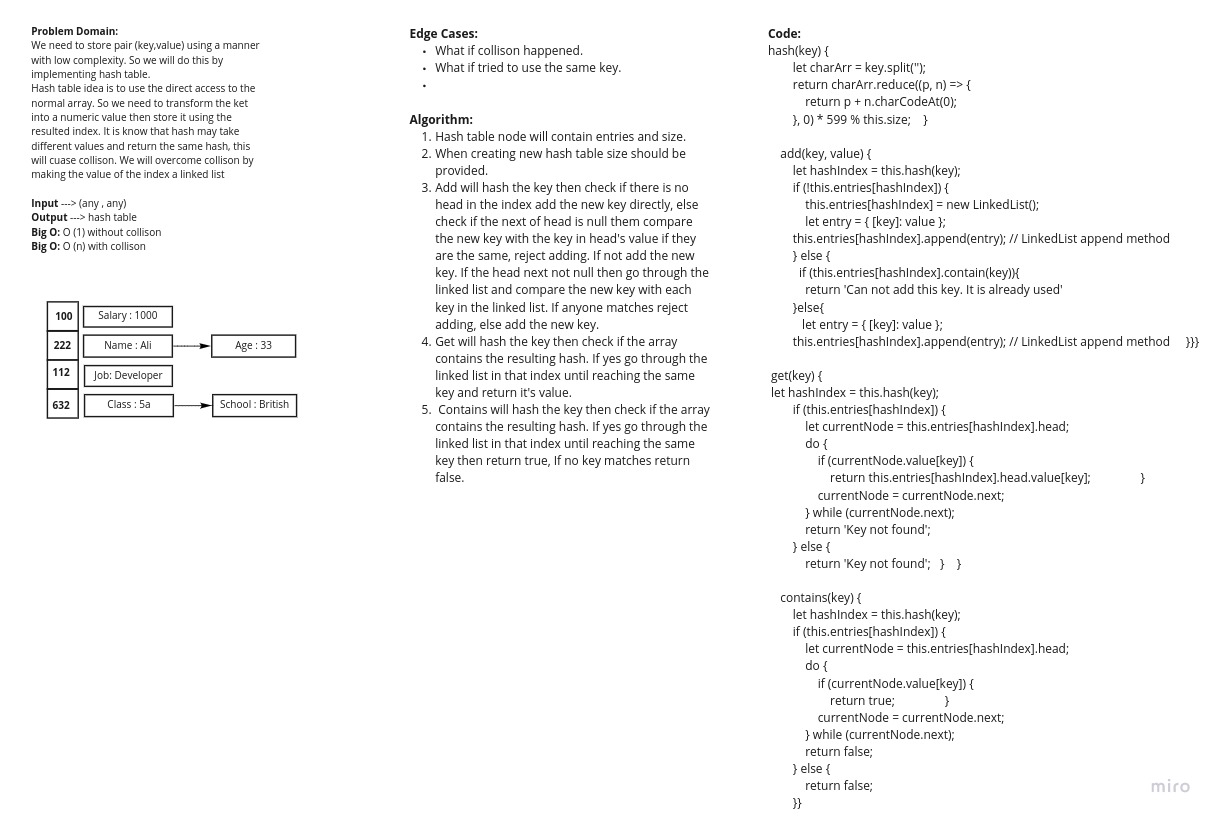 Problem Domain:
We need to store pair (key,value) using a manner
with low complexity. So we will do this by
implementing hash table.
Hash table idea is to use the direct access to the
normal array. So we need to transform the ket
into a numeric value then store it using the
resulted index. It is know that hash may take
different values and return the same hash, this
will cuase collison. We will overcome collison by
making the value of the index a linked list
Input ---> (any , any)
Output ---> hash table
Big O: O (1) without collison
Big O: O (n) with collison
100 Salary : 1000
222 Name : Ali Age : 33
112 Job: Developer
632 Class : 5a School : British
Edge Cases:
• What if collison happened.
• What if tried to use the same key.
•
Algorithm:
1. Hash table node will contain entries and size.
2. When creating new hash table size should be
provided.
3. Add will hash the key then check if there is no
head in the index add the new key directly, else
check if the next of head is null them compare
the new key with the key in head's value if they
are the same, reject adding. If not add the new
key. If the head next not null then go through the
linked list and compare the new key with each
key in the linked list. If anyone matches reject
adding, else add the new key.
4. Get will hash the key then check if the array
contains the resulting hash. If yes go through the
linked list in that index until reaching the same
key and return it's value.
5. Contains will hash the key then check if the array
contains the resulting hash. If yes go through the
linked list in that index until reaching the same
key then return true, If no key matches return
false.
Code:
hash(key) {
let charArr = key.split('');
return charArr.reduce((p, n) => {
return p + n.charCodeAt(0);
}, 0) * 599 % this.size; }
add(key, value) {
let hashIndex = this.hash(key);
if (!this.entries[hashIndex]) {
this.entries[hashIndex] = new LinkedList();
let entry = { [key]: value };
this.entries[hashIndex].append(entry); // LinkedList append method
} else {
if (this.entries[hashIndex].contain(key)){
return 'Can not add this key. It is already used'
}else{
let entry = { [key]: value };
this.entries[hashIndex].append(entry); // LinkedList append method }}}
get(key) {
let hashIndex = this.hash(key);
if (this.entries[hashIndex]) {
let currentNode = this.entries[hashIndex].head;
do {
if (currentNode.value[key]) {
return this.entries[hashIndex].head.value[key]; }
currentNode = currentNode.next;
} while (currentNode.next);
return 'Key not found';
} else {
return 'Key not found'; } }
contains(key) {
let hashIndex = this.hash(key);
if (this.entries[hashIndex]) {
let currentNode = this.entries[hashIndex].head;
do {
if (currentNode.value[key]) {
return true; }
currentNode = currentNode.next;
} while (currentNode.next);
return false;
} else {
return false;
}}
miro